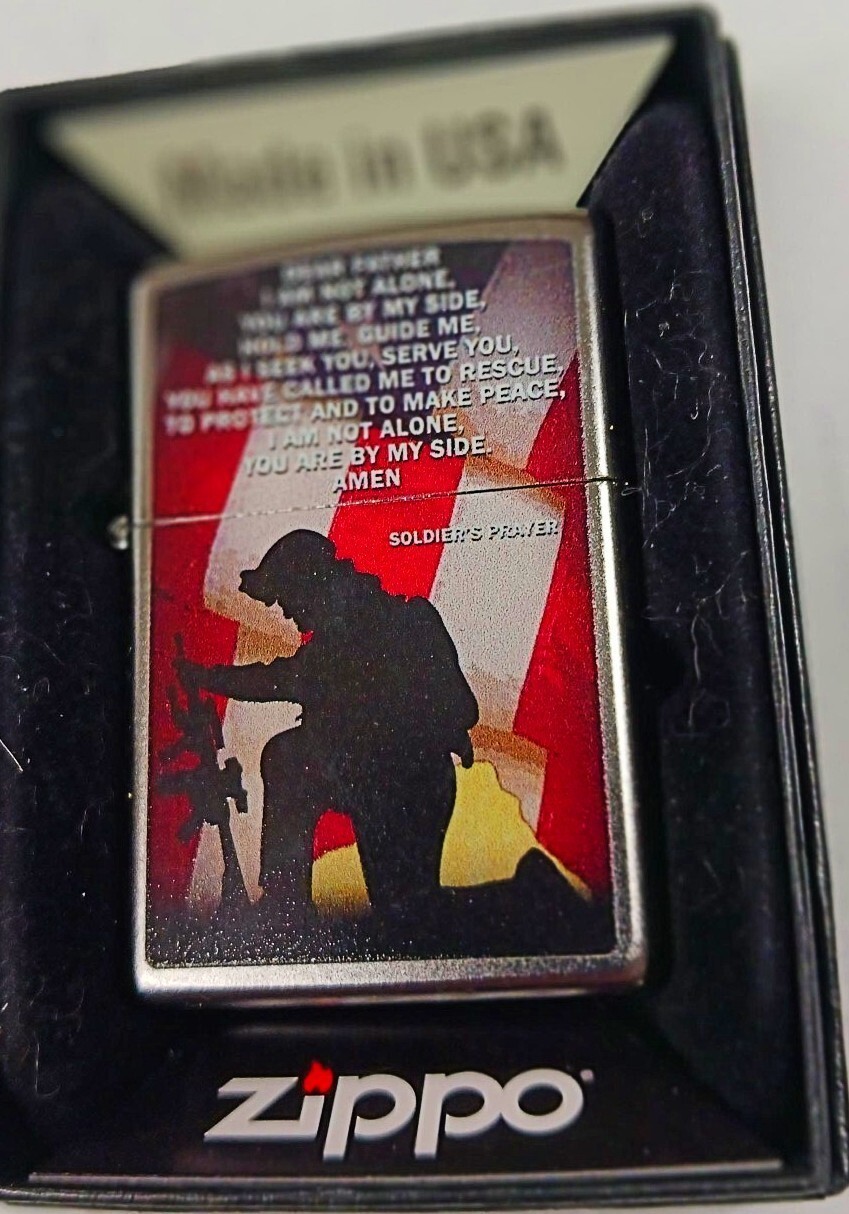 Made in USA
DEAR FATHER
I AM NOT ALONE,
YOU ARE BY MY SIDE,
HOLD ME, GUIDE ME,
AS I SEEK YOU, SERVE YOU,
YOU HAVE CALLED ME TO RESCUE,
TO PROTECT AND TO MAKE PEACE,
I AM NOT ALONE,
YOU ARE BY MY SIDE.
AMEN
SOLDIER'S PRAYER
zippo